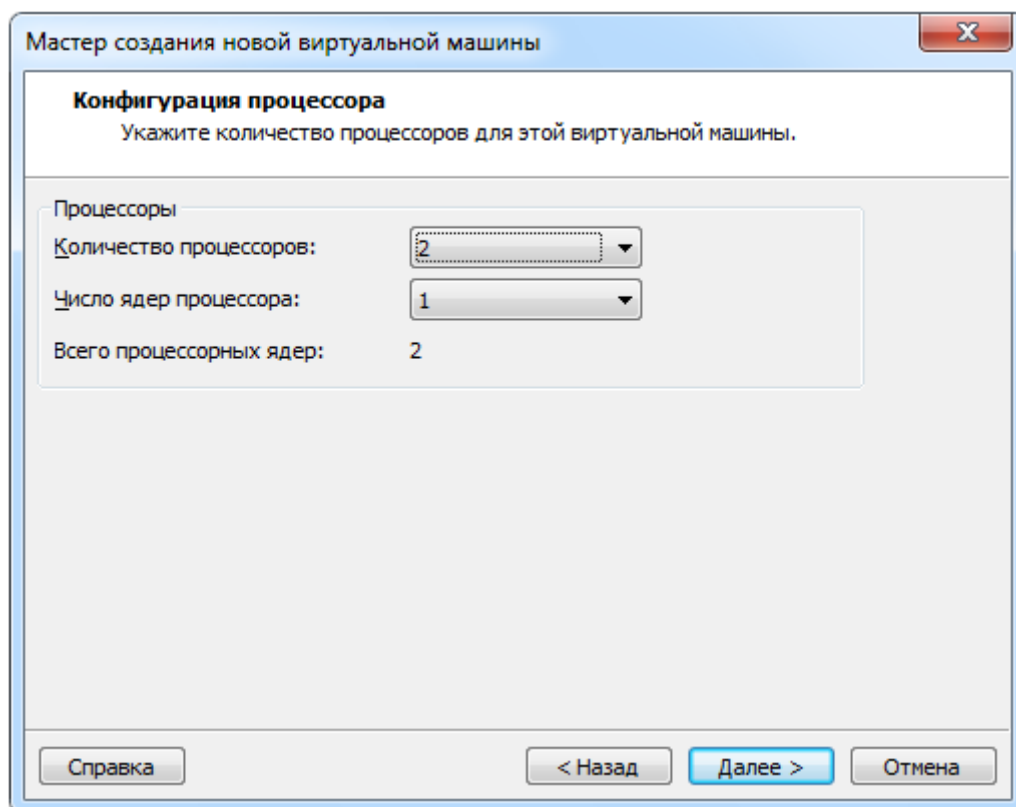 Мастер создания новой виртуальной машины
Конфигурация процессора
Укажите количество процессоров для этой виртуальной машины.
Процессоры
Количество процессоров: 2
Число ядер процессора: 1
Всего процессорных ядер: 2
Справка < Назад Далее > Отмена